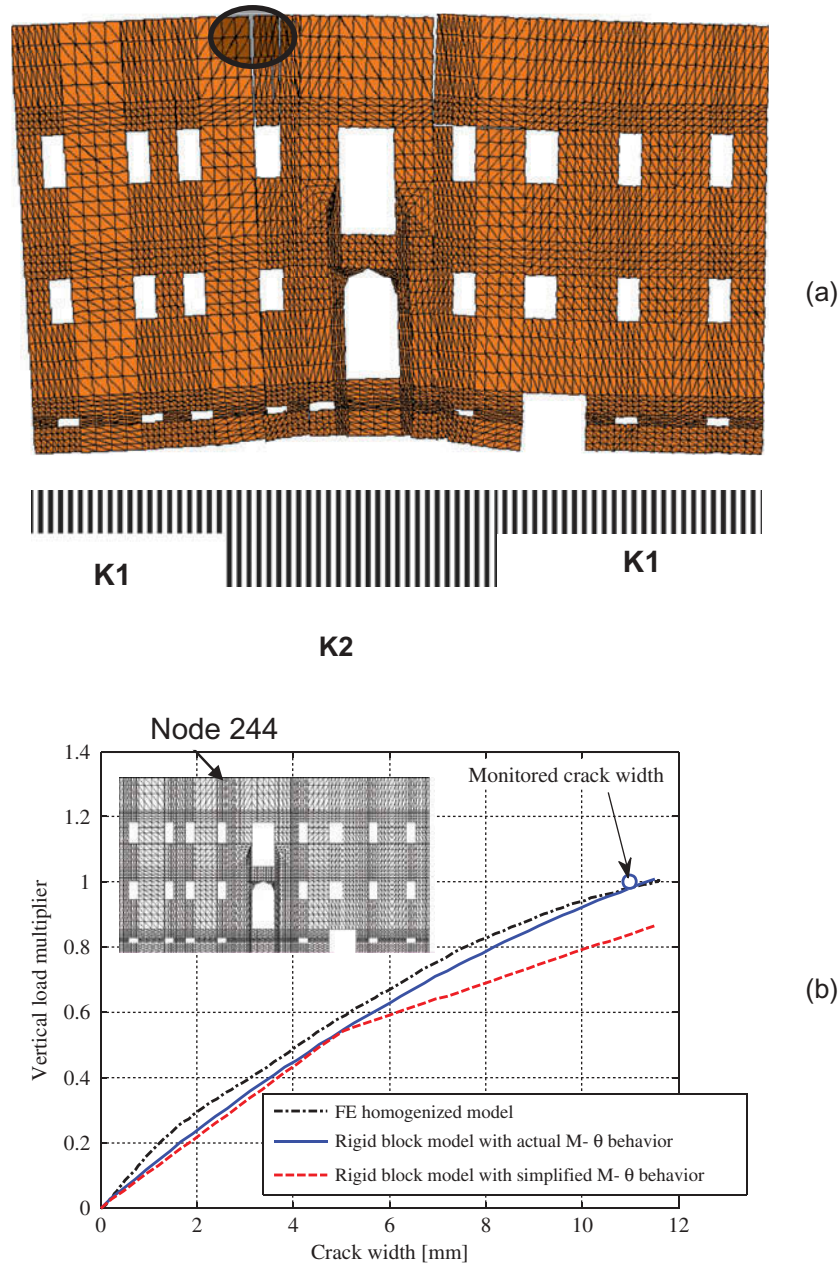 (a)
K1
K1
K2
Node 244
1.4
1.2
1
0.8
0.6
0.4
0.2
0
Vertical load multiplier
Monitored crack width
(b)
FE homogenized model
Rigid block model with actual M- θ behavior
Rigid block model with simplified M- θ behavior
0
2
4
6
8
10
12
Crack width [mm]